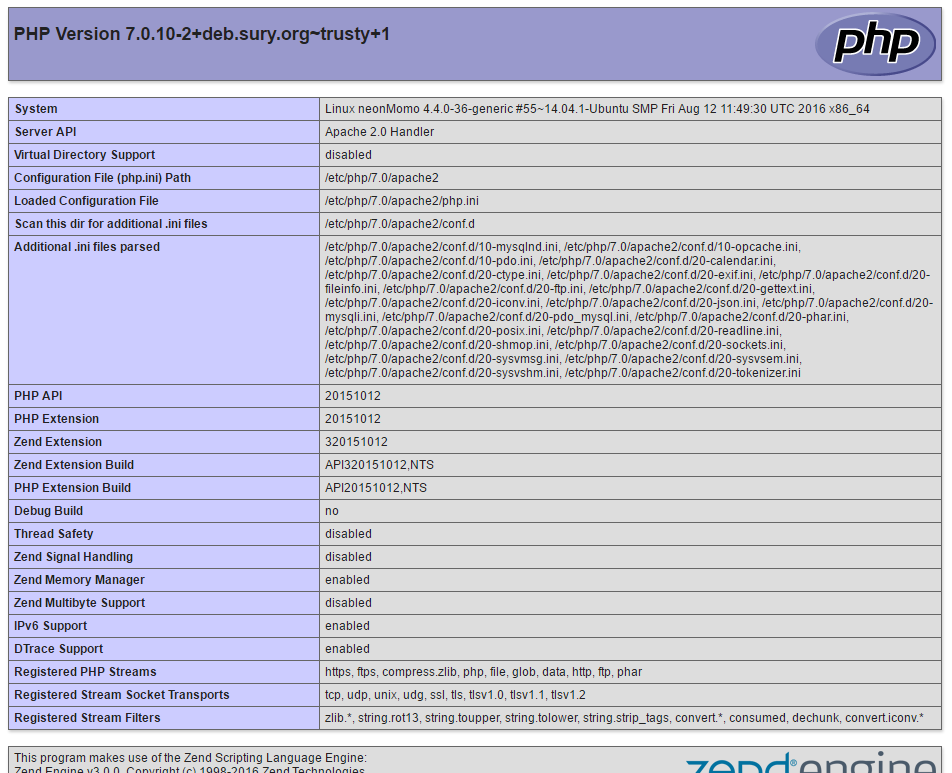 PHP Version 7.0.10-2+deb.sury.org~trusty+1
php
System Linux neonMomo 4.4.0-36-generic #55~14.04.1-Ubuntu SMP Fri Aug 12 11:49:30 UTC 2016 x86_64
Server API Apache 2.0 Handler
Virtual Directory Support disabled
Configuration File (php.ini) Path /etc/php/7.0/apache2
Loaded Configuration File /etc/php/7.0/apache2/php.ini
Scan this dir for additional .ini files /etc/php/7.0/apache2/conf.d
Additional .ini files parsed /etc/php/7.0/apache2/conf.d/10-mysqlnd.ini, /etc/php/7.0/apache2/conf.d/10-opcache.ini,
/etc/php/7.0/apache2/conf.d/10-pdo.ini, /etc/php/7.0/apache2/conf.d/20-calendar.ini,
/etc/php/7.0/apache2/conf.d/20-ctype.ini, /etc/php/7.0/apache2/conf.d/20-exif.ini, /etc/php/7.0/apache2/conf.d/20-
fileinfo.ini, /etc/php/7.0/apache2/conf.d/20-ftp.ini, /etc/php/7.0/apache2/conf.d/20-gettext.ini,
/etc/php/7.0/apache2/conf.d/20-iconv.ini, /etc/php/7.0/apache2/conf.d/20-json.ini, /etc/php/7.0/apache2/conf.d/20-
mysqli.ini, /etc/php/7.0/apache2/conf.d/20-pdo_mysql.ini, /etc/php/7.0/apache2/conf.d/20-phar.ini,
/etc/php/7.0/apache2/conf.d/20-posix.ini, /etc/php/7.0/apache2/conf.d/20-readline.ini,
/etc/php/7.0/apache2/conf.d/20-shmop.ini, /etc/php/7.0/apache2/conf.d/20-sockets.ini,
/etc/php/7.0/apache2/conf.d/20-sysvmsg.ini, /etc/php/7.0/apache2/conf.d/20-sysvsem.ini,
/etc/php/7.0/apache2/conf.d/20-sysvshm.ini, /etc/php/7.0/apache2/conf.d/20-tokenizer.ini
PHP API 20151012
PHP Extension 20151012
Zend Extension 320151012
Zend Extension Build API320151012,NTS
PHP Extension Build API20151012,NTS
Debug Build no
Thread Safety disabled
Zend Signal Handling disabled
Zend Memory Manager enabled
Zend Multibyte Support disabled
IPv6 Support enabled
DTrace Support enabled
Registered PHP Streams https, ftps, compress.zlib, php, file, glob, data, http, ftp, phar
Registered Stream Socket Transports tcp, udp, unix, udg, ssl, tls, tlsv1.0, tlsv1.1, tlsv1.2
Registered Stream Filters zlib.*, string.rot13, string.toupper, string.tolower, string.strip_tags, convert.*, consumed, dechunk, convert.iconv.*
This program makes use of the Zend Scripting Language Engine:
Zend Engine v3.0.0, Copyright (c) 1998-2016 Zend Technologies
zend® engine